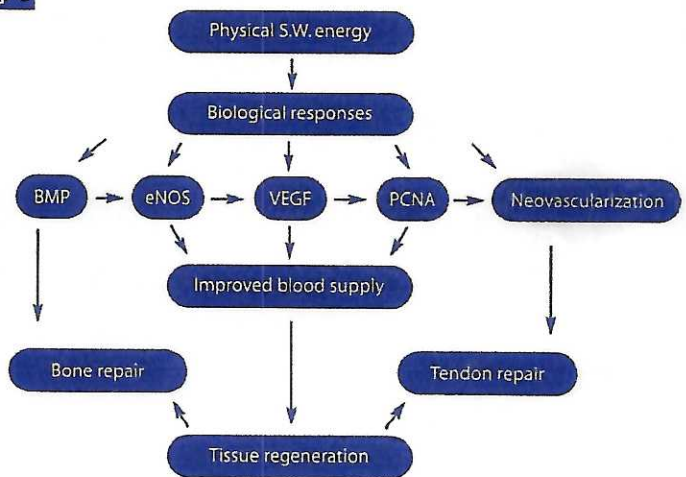 Physical S.W. energy
Biological responses
BMP
eNOS
VEGF
PCNA
Neovascularization
Improved blood supply
Bone repair
Tendon repair
Tissue regeneration